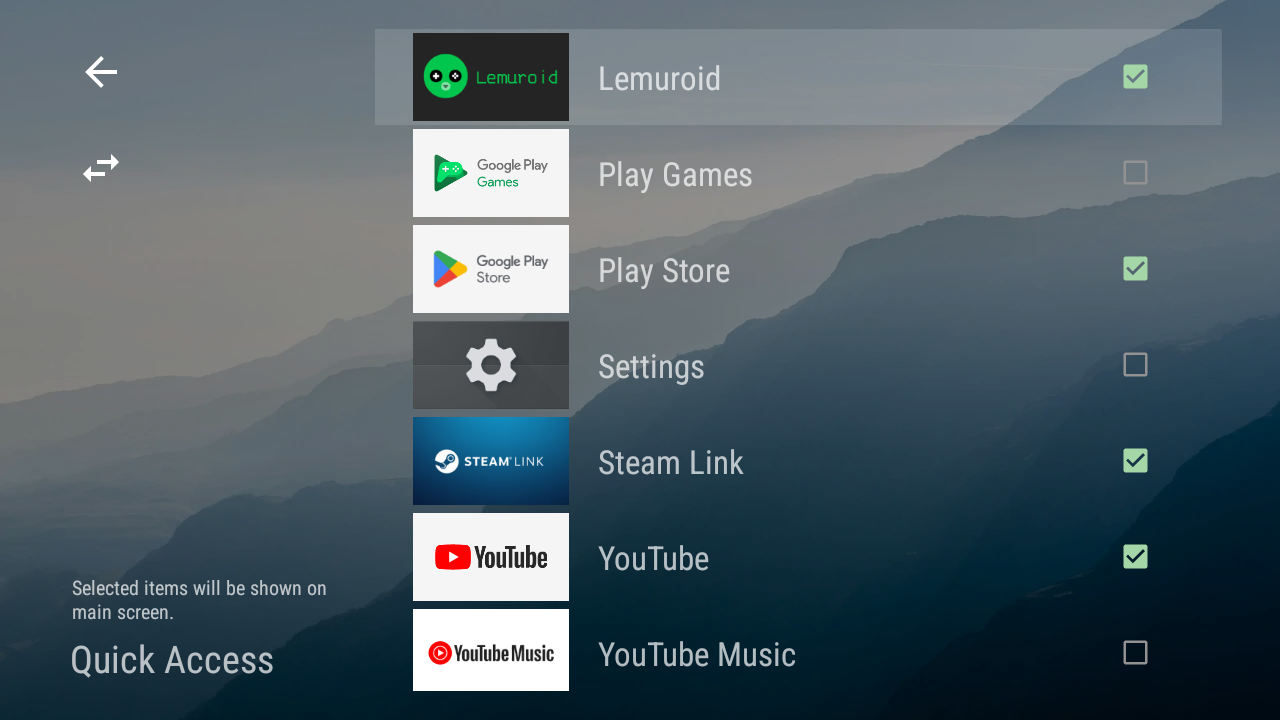 Lemuroid
Lemuroid
Google Play
Games
Play Games
Google Play
Store
Play Store
Settings
STEAM LINK
Steam Link
YouTube
YouTube
YouTube Music
YouTube Music
Selected items will be shown on
main screen.
Quick Access